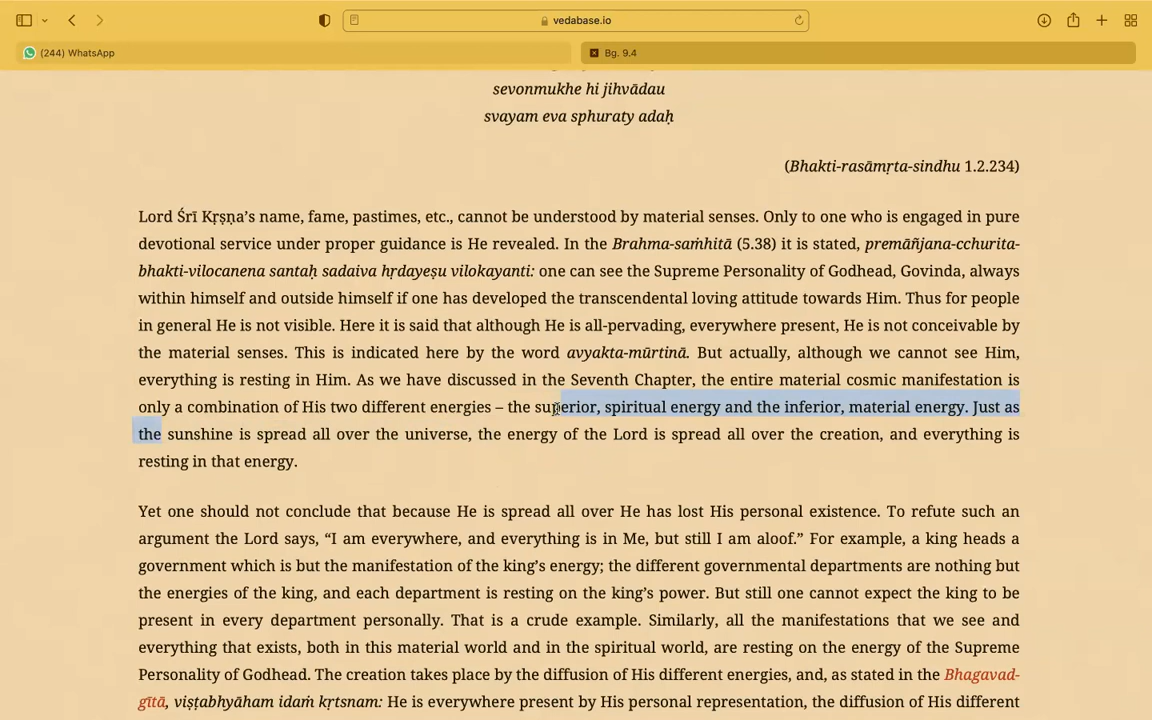 vedabase.io
(244) WhatsApp
Bg. 9.4
sevonmukhe hi jihvādau
svayam eva sphuraty adaḥ
(Bhakti-rasāmṛta-sindhu 1.2.234)
Lord Śrī Kṛṣṇa’s name, fame, pastimes, etc., cannot be understood by material senses. Only to one who is engaged in pure
devotional service under proper guidance is He revealed. In the Brahma-saṁhitā (5.38) it is stated, premāñjana-cchurita-
bhakti-vilocanena santaḥ sadaiva hṛdayeṣu vilokayanti: one can see the Supreme Personality of Godhead, Govinda, always
within himself and outside himself if one has developed the transcendental loving attitude towards Him. Thus for people
in general He is not visible. Here it is said that although He is all-pervading, everywhere present, He is not conceivable by
the material senses. This is indicated here by the word avyakta-mūrtinā. But actually, although we cannot see Him,
everything is resting in Him. As we have discussed in the Seventh Chapter, the entire material cosmic manifestation is
only a combination of His two different energies – the superior, spiritual energy and the inferior, material energy. Just as
the sunshine is spread all over the universe, the energy of the Lord is spread all over the creation, and everything is
resting in that energy.
Yet one should not conclude that because He is spread all over He has lost His personal existence. To refute such an
argument the Lord says, “I am everywhere, and everything is in Me, but still I am aloof.” For example, a king heads a
government which is but the manifestation of the king’s energy; the different governmental departments are nothing but
the energies of the king, and each department is resting on the king’s power. But still one cannot expect the king to be
present in every department personally. That is a crude example. Similarly, all the manifestations that we see and
everything that exists, both in this material world and in the spiritual world, are resting on the energy of the Supreme
Personality of Godhead. The creation takes place by the diffusion of His different energies, and, as stated in the Bhagavad-
gītā, viṣṭabhyāham idaṁ kṛtsnam: He is everywhere present by His personal representation, the diffusion of His different